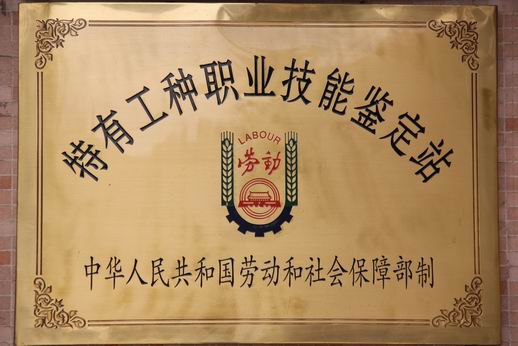 特有工种职业技能鉴定站
LABOUR
劳動
中华人民共和国劳动和社会保障部制